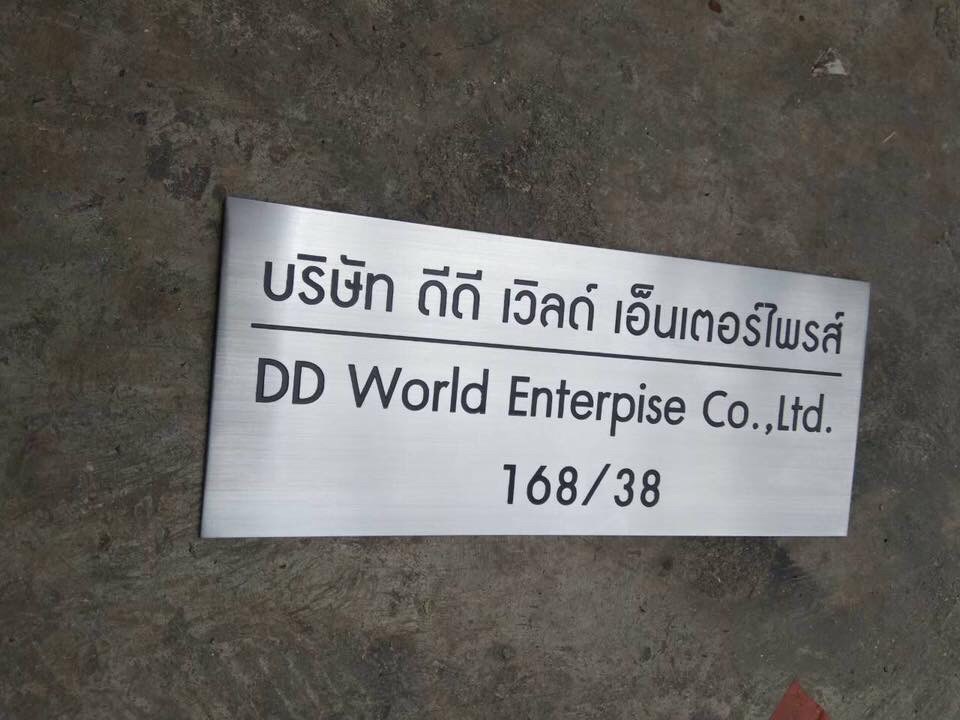 บริษัท ดีดี เวิลด์ เอ็นเตอร์ไพรส์
DD World Enterpise Co.,Ltd.
168/38